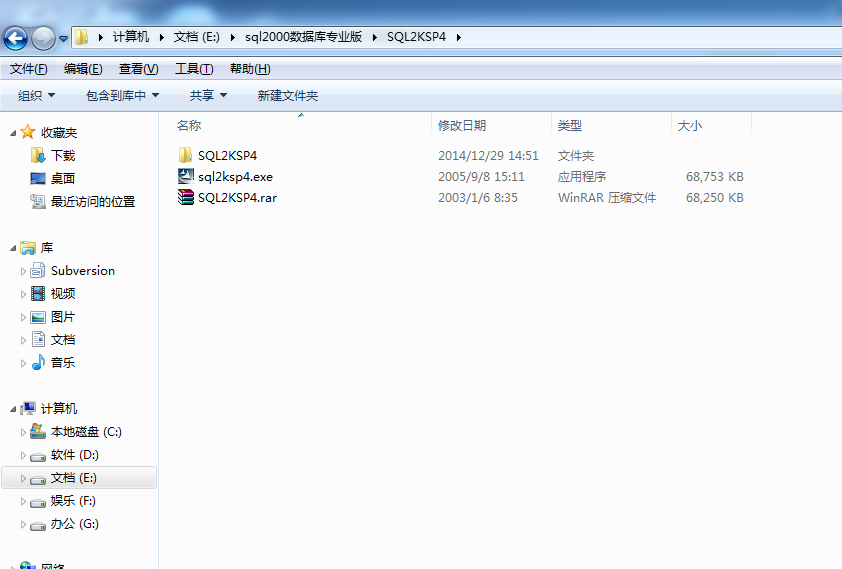 计算机 文档 (E:) sql2000数据库专业版 SQL2KSP4
文件(F) 编辑(E) 查看(V) 工具(T) 帮助(H)
组织 包含到库中 共享 新建文件夹
名称 修改日期 类型 大小
SQL2KSP4 2014/12/29 14:51 文件夹
sql2ksp4.exe 2005/9/8 15:11 应用程序 68,753 KB
SQL2KSP4.rar 2003/1/6 8:35 WinRAR 压缩文件 68,250 KB
收藏夹
下载
桌面
最近访问的位置
库
Subversion
视频
图片
文档
音乐
计算机
本地磁盘 (C:)
软件 (D:)
文档 (E:)
娱乐 (F:)
办公 (G:)
网络